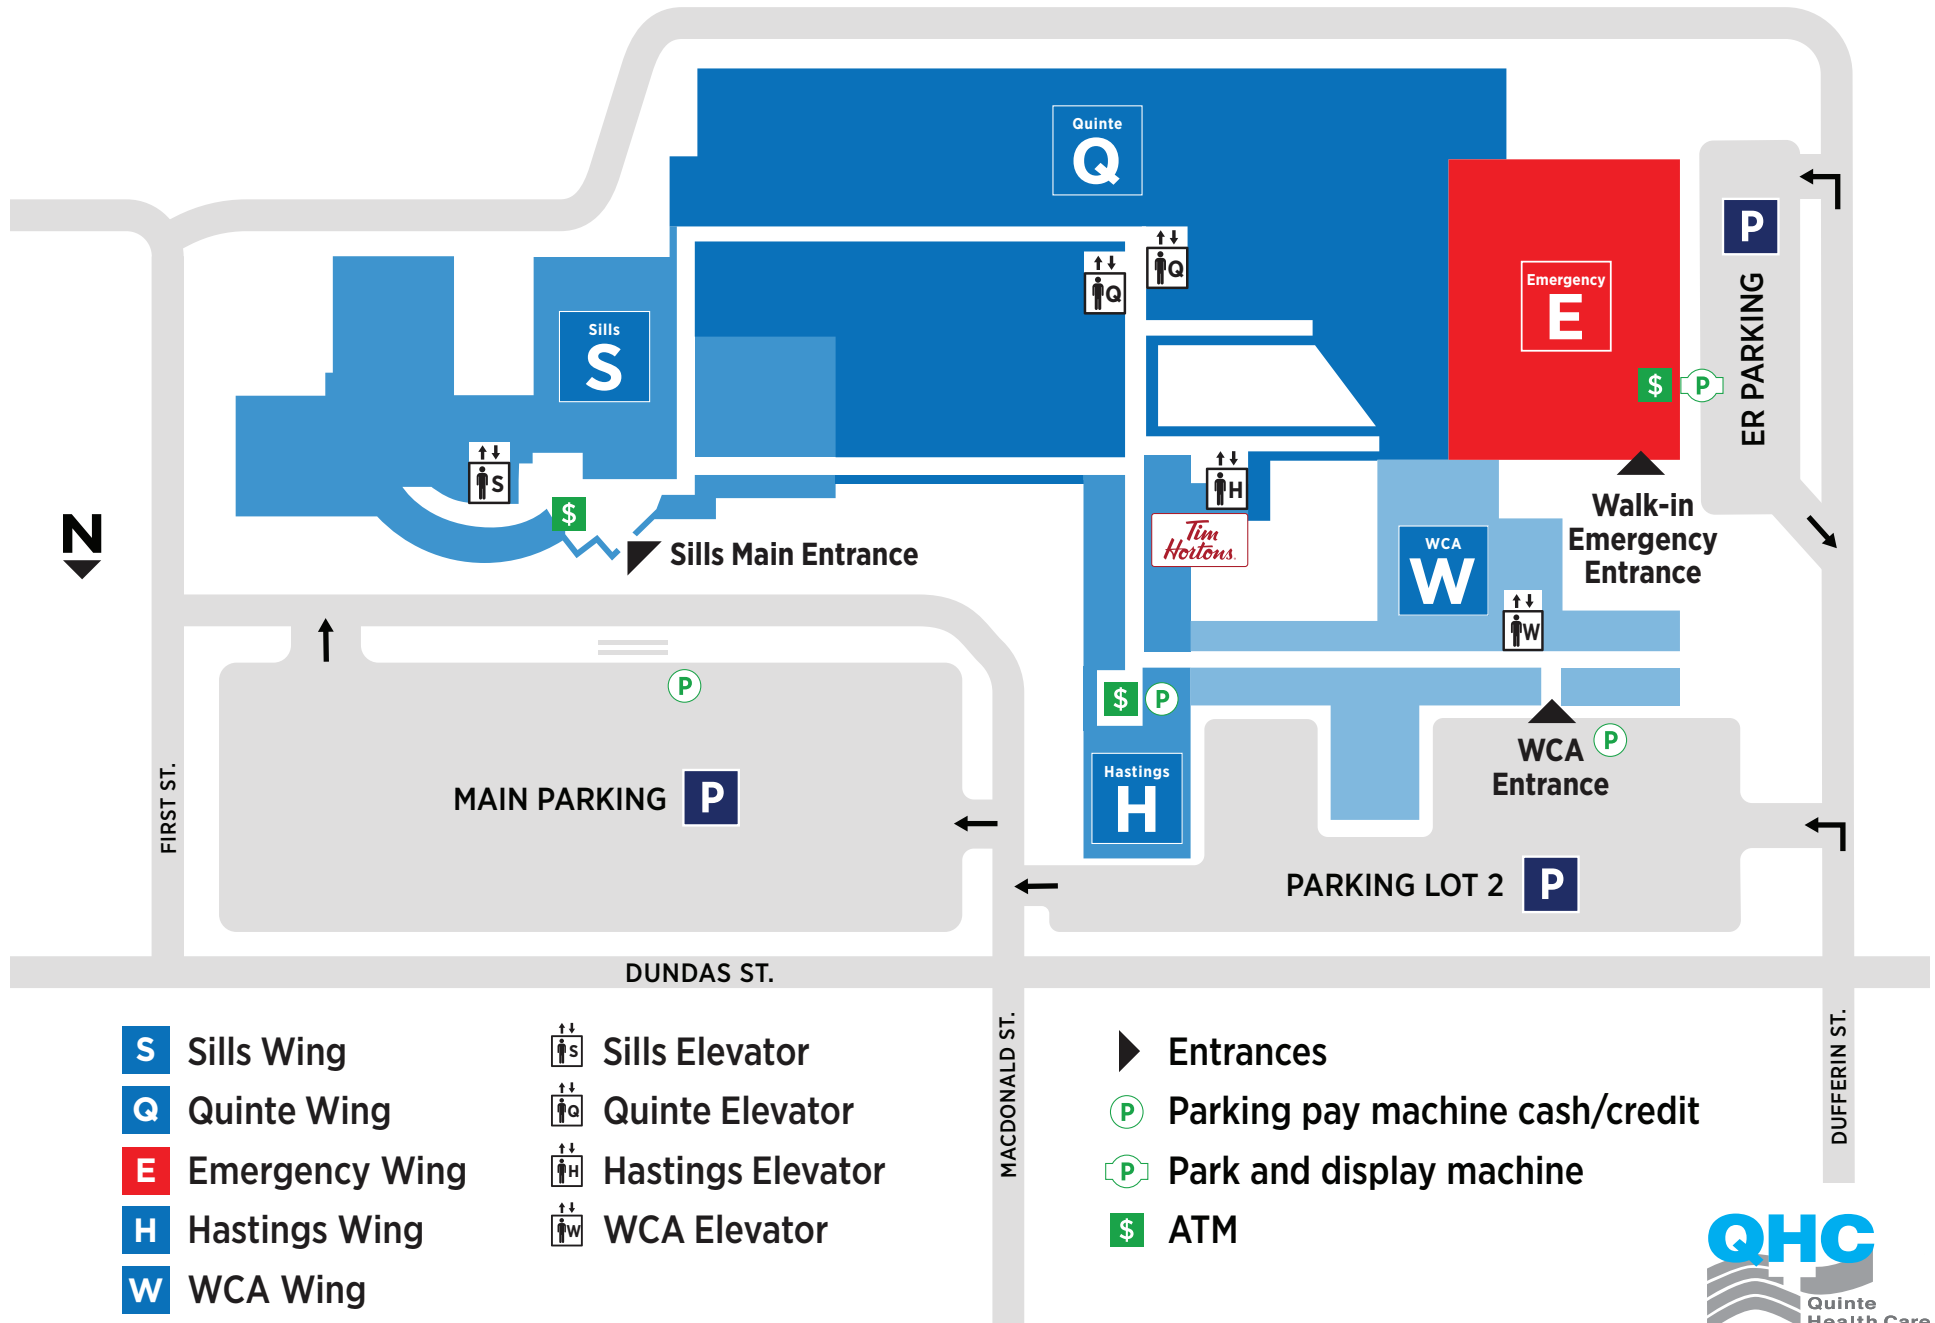 Quinte
Q
Q
Q
Emergency
E
P
ER PARKING
$
P
Sills
S
S
$
Sills Main Entrance
N
H
Tim
Hortons.
WCA
W
W
Walk-in
Emergency
Entrance
P
$
P
WCA
Entrance
P
MAIN PARKING
P
Hastings
H
PARKING LOT 2
P
FIRST ST.
DUNDAS ST.
MACDONALD ST.
DUFFERIN ST.
S Sills Wing
Q Quinte Wing
E Emergency Wing
H Hastings Wing
W WCA Wing
S Sills Elevator
Q Quinte Elevator
H Hastings Elevator
W WCA Elevator
Entrances
P Parking pay machine cash/credit
P Park and display machine
$ ATM
QHC
Quinte
Health Care